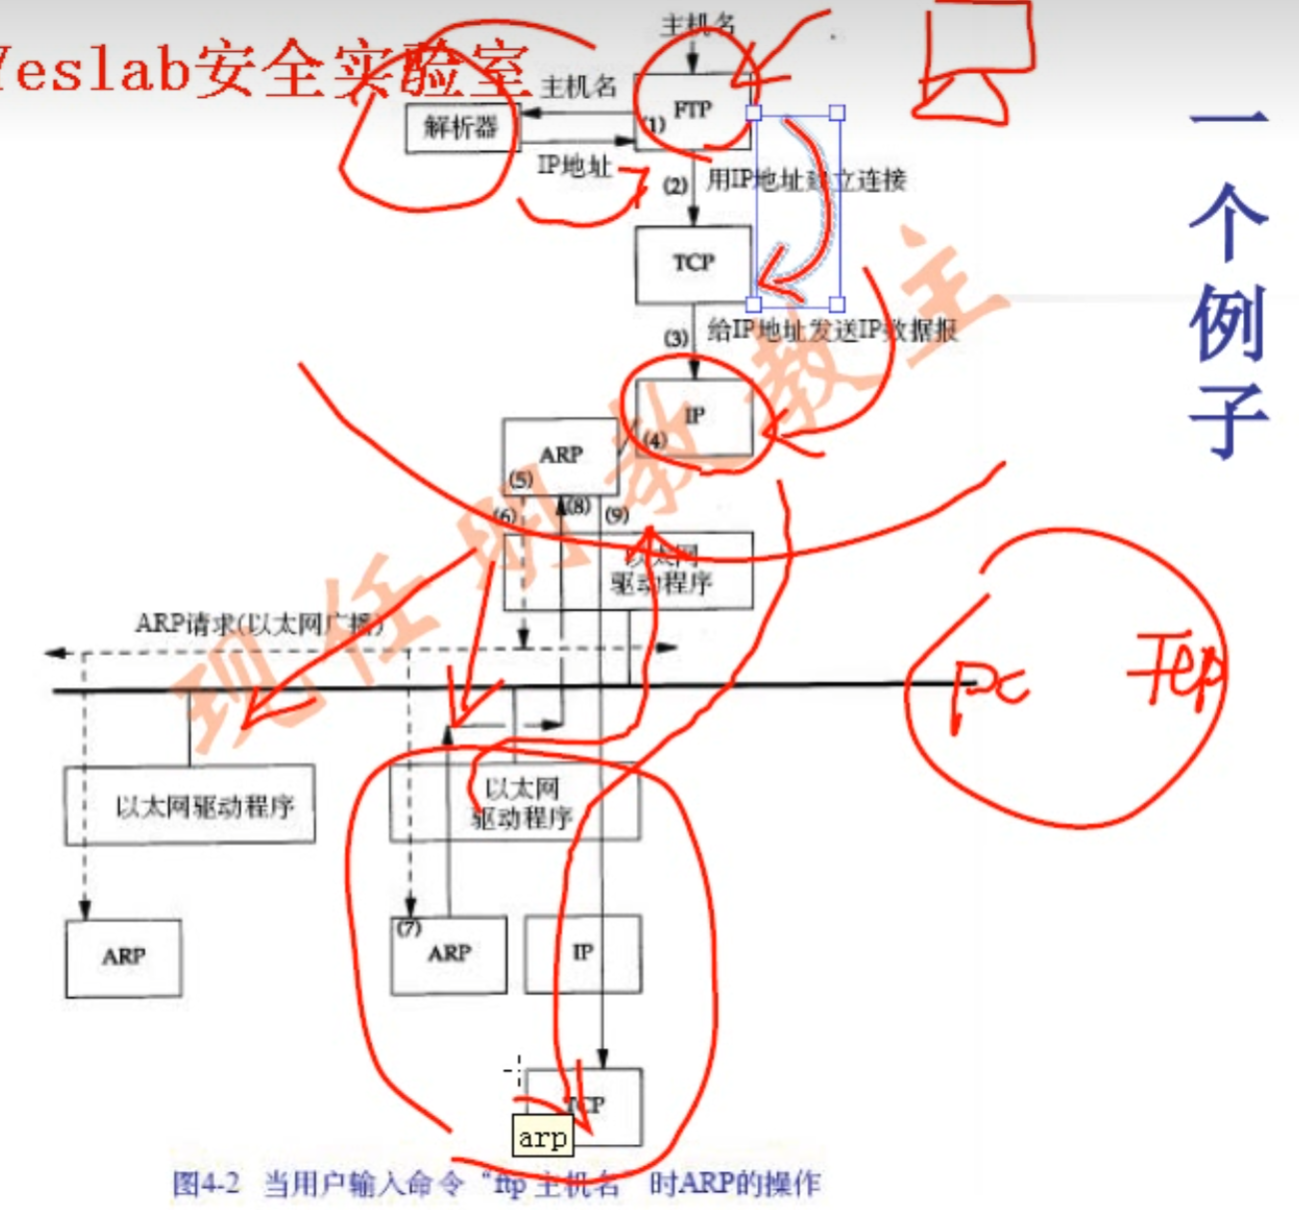 Yeslab安全实验室
主机名
主机名
FTP
(1)
解析器
IP地址
(2)
用IP地址建立连接
TCP
(3)
给IP地址发送IP数据报
IP
(4)
ARP
(5)
(6)
(8)
(9)
以太网
驱动程序
ARP请求(以太网广播)
以太网驱动程序
以太网
驱动程序
ARP
(7)
ARP
IP
TCP
arp
图4-2 当用户输入命令“ftp 主机名”时ARP的操作
一个例子
现任明教教主
PC